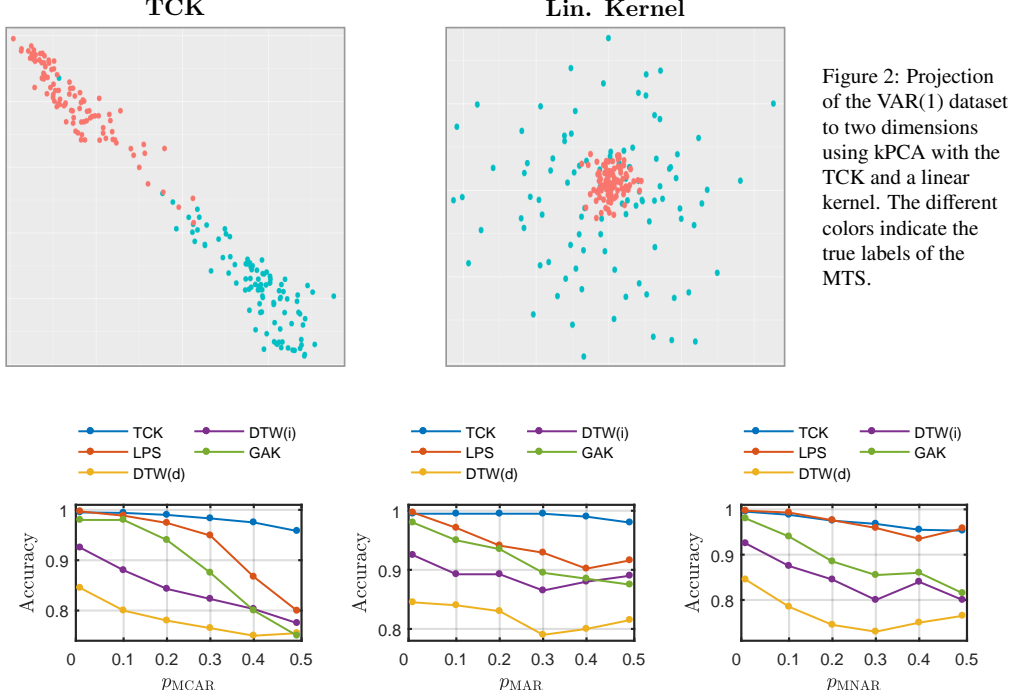 TCK
Lin. Kernel
Figure 2: Projection
of the VAR(1) dataset
to two dimensions
using kPCA with the
TCK and a linear
kernel. The different
colors indicate the
true labels of the
MTS.
TCK
DTW(i)
LPS
GAK
DTW(d)
1
0.9
0.8
Accuracy
0
0.1
0.2
0.3
0.4
0.5
pMCAR
TCK
DTW(i)
LPS
GAK
DTW(d)
1
0.9
0.8
Accuracy
0
0.1
0.2
0.3
0.4
0.5
pMAR
TCK
DTW(i)
LPS
GAK
DTW(d)
1
0.9
0.8
Accuracy
0
0.1
0.2
0.3
0.4
0.5
pMNAR